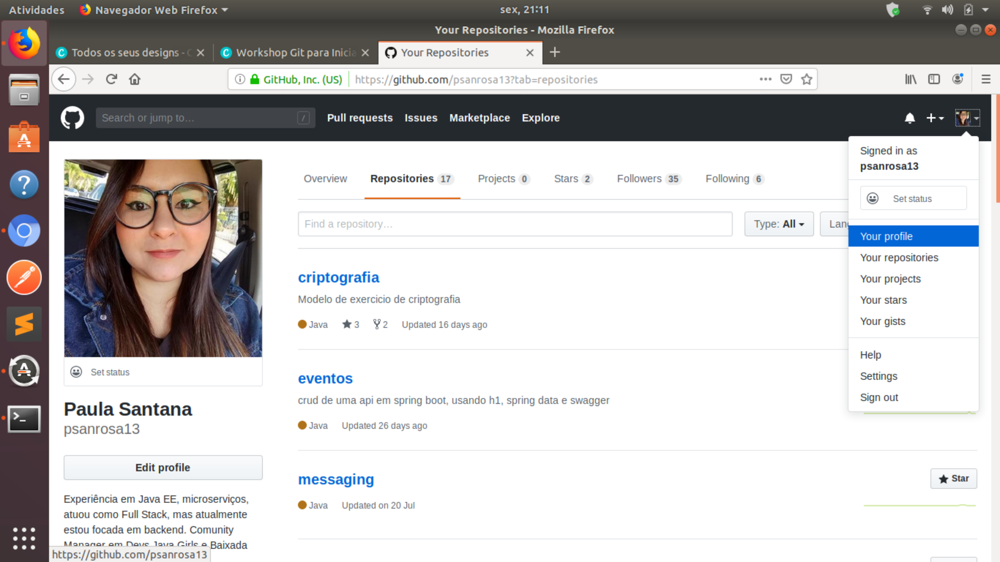 Atividades
Navegador Web Firefox
sex, 21:11
Your Repositories - Mozilla Firefox
Todos os seus designs - C
Workshop Git para Inicia
Your Repositories
GitHub, Inc. (US)
https://github.com/psanrosa13?tab=repositories
Search or jump to…
/
Pull requests
Issues
Marketplace
Explore
Signed in as
psanrosa13
Set status
Your profile
Your repositories
Your projects
Your stars
Your gists
Help
Settings
Sign out
Overview
Repositories 17
Projects 0
Stars 2
Followers 35
Following 6
Find a repository…
Type: All
Lang
criptografia
Modelo de exercicio de criptografia
Java 3 2 Updated 16 days ago
eventos
crud de uma api em spring boot, usando h1, spring data e swagger
Java Updated 26 days ago
messaging
Star
Java Updated on 20 Jul
Set status
Paula Santana
psanrosa13
Edit profile
Experiência em Java EE, microserviços,
atuou como Full Stack, mas atualmente
estou focada em backend. Comunity
Manager em Devs Java Girls e Baixada
https://github.com/psanrosa13